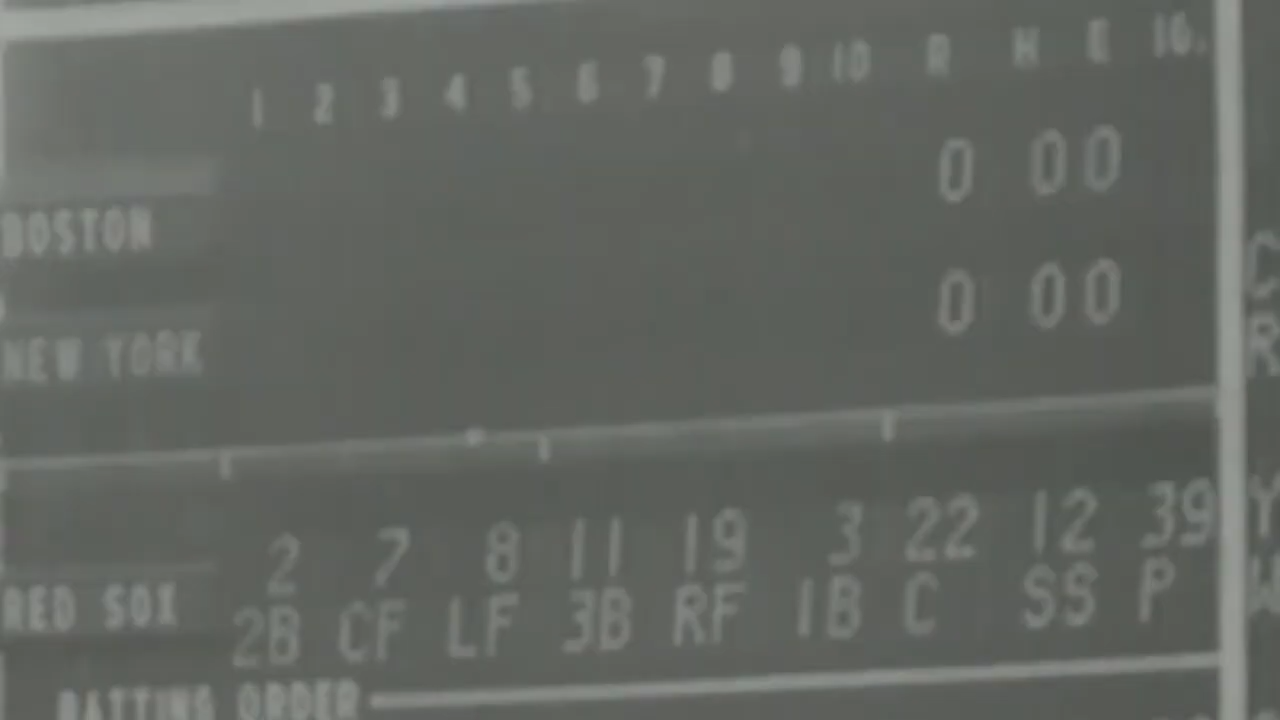 1 2 3 4 5 6 7 8 9 10 R H E 10.
0 0 0
BOSTON
0 0 0
NEW YORK
2 7 8 11 19 3 22 12 39
RED SOX 2B CF LF 3B RF 1B C SS P
BATTING ORDER